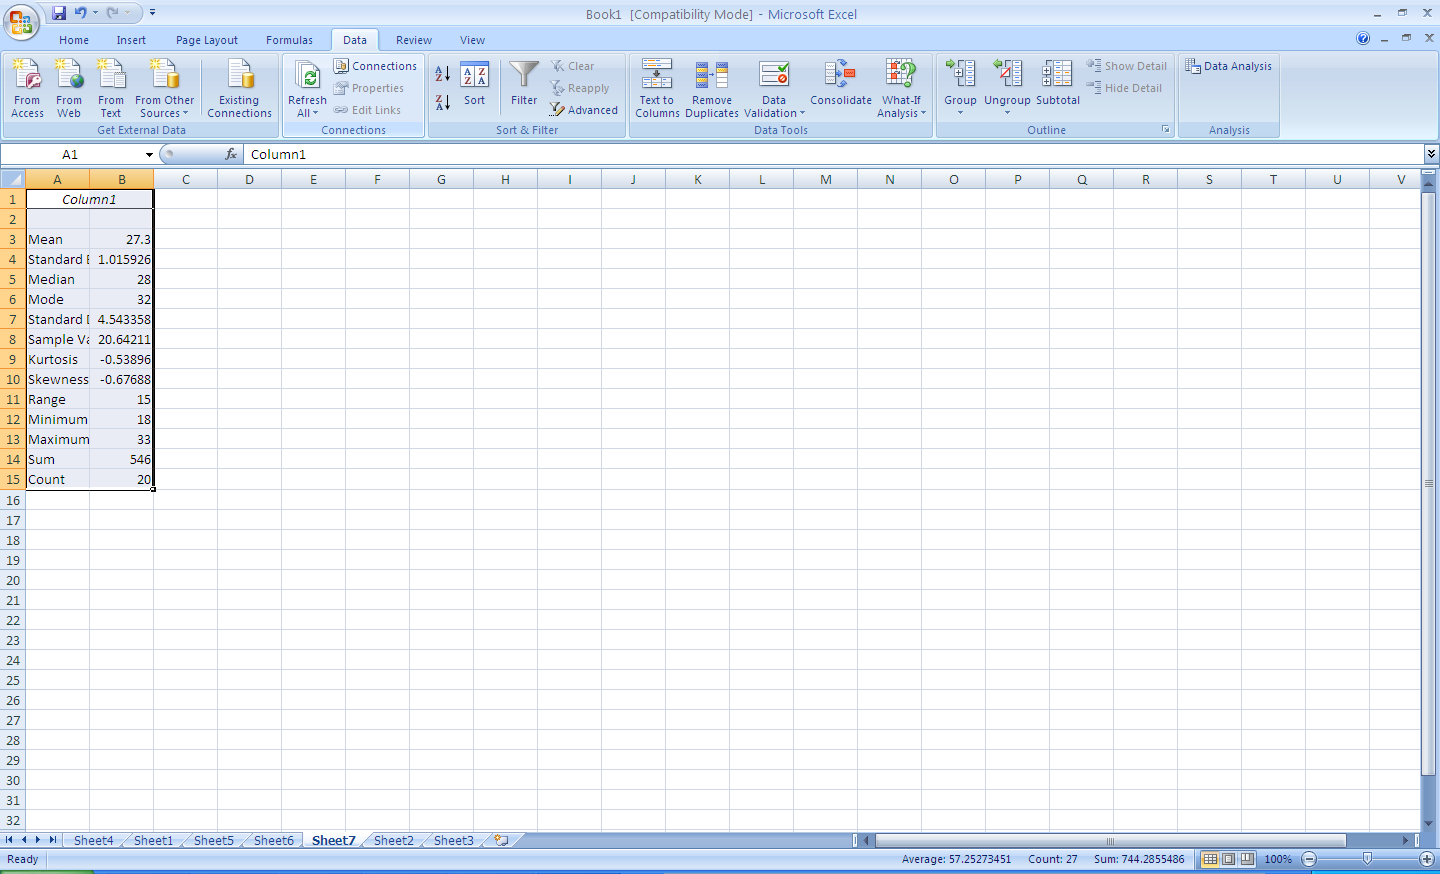 Book1 [Compatibility Mode] - Microsoft Excel
Home Insert Page Layout Formulas Data Review View
From Access From Web From Text From Other Sources Existing Connections
Get External Data
Refresh All Connections Properties Edit Links
Connections
Sort Filter Clear Reapply Advanced
Sort & Filter
Text to Columns Remove Duplicates Data Validation Consolidate What-If Analysis
Data Tools
Group Ungroup Subtotal Show Detail Hide Detail
Outline
Data Analysis
Analysis
A1 fx Column1
A B C D E F G H I J K L M N O P Q R S T U V
1 Column1
2
3 Mean 27.3
4 Standard E 1.015926
5 Median 28
6 Mode 32
7 Standard D 4.543358
8 Sample Va 20.64211
9 Kurtosis -0.53896
10 Skewness -0.67688
11 Range 15
12 Minimum 18
13 Maximum 33
14 Sum 546
15 Count 20
16
17
18
19
20
21
22
23
24
25
26
27
28
29
30
31
32
Sheet4 Sheet1 Sheet5 Sheet6 Sheet7 Sheet2 Sheet3
Ready Average: 57.25273451 Count: 27 Sum: 744.2855486 100%